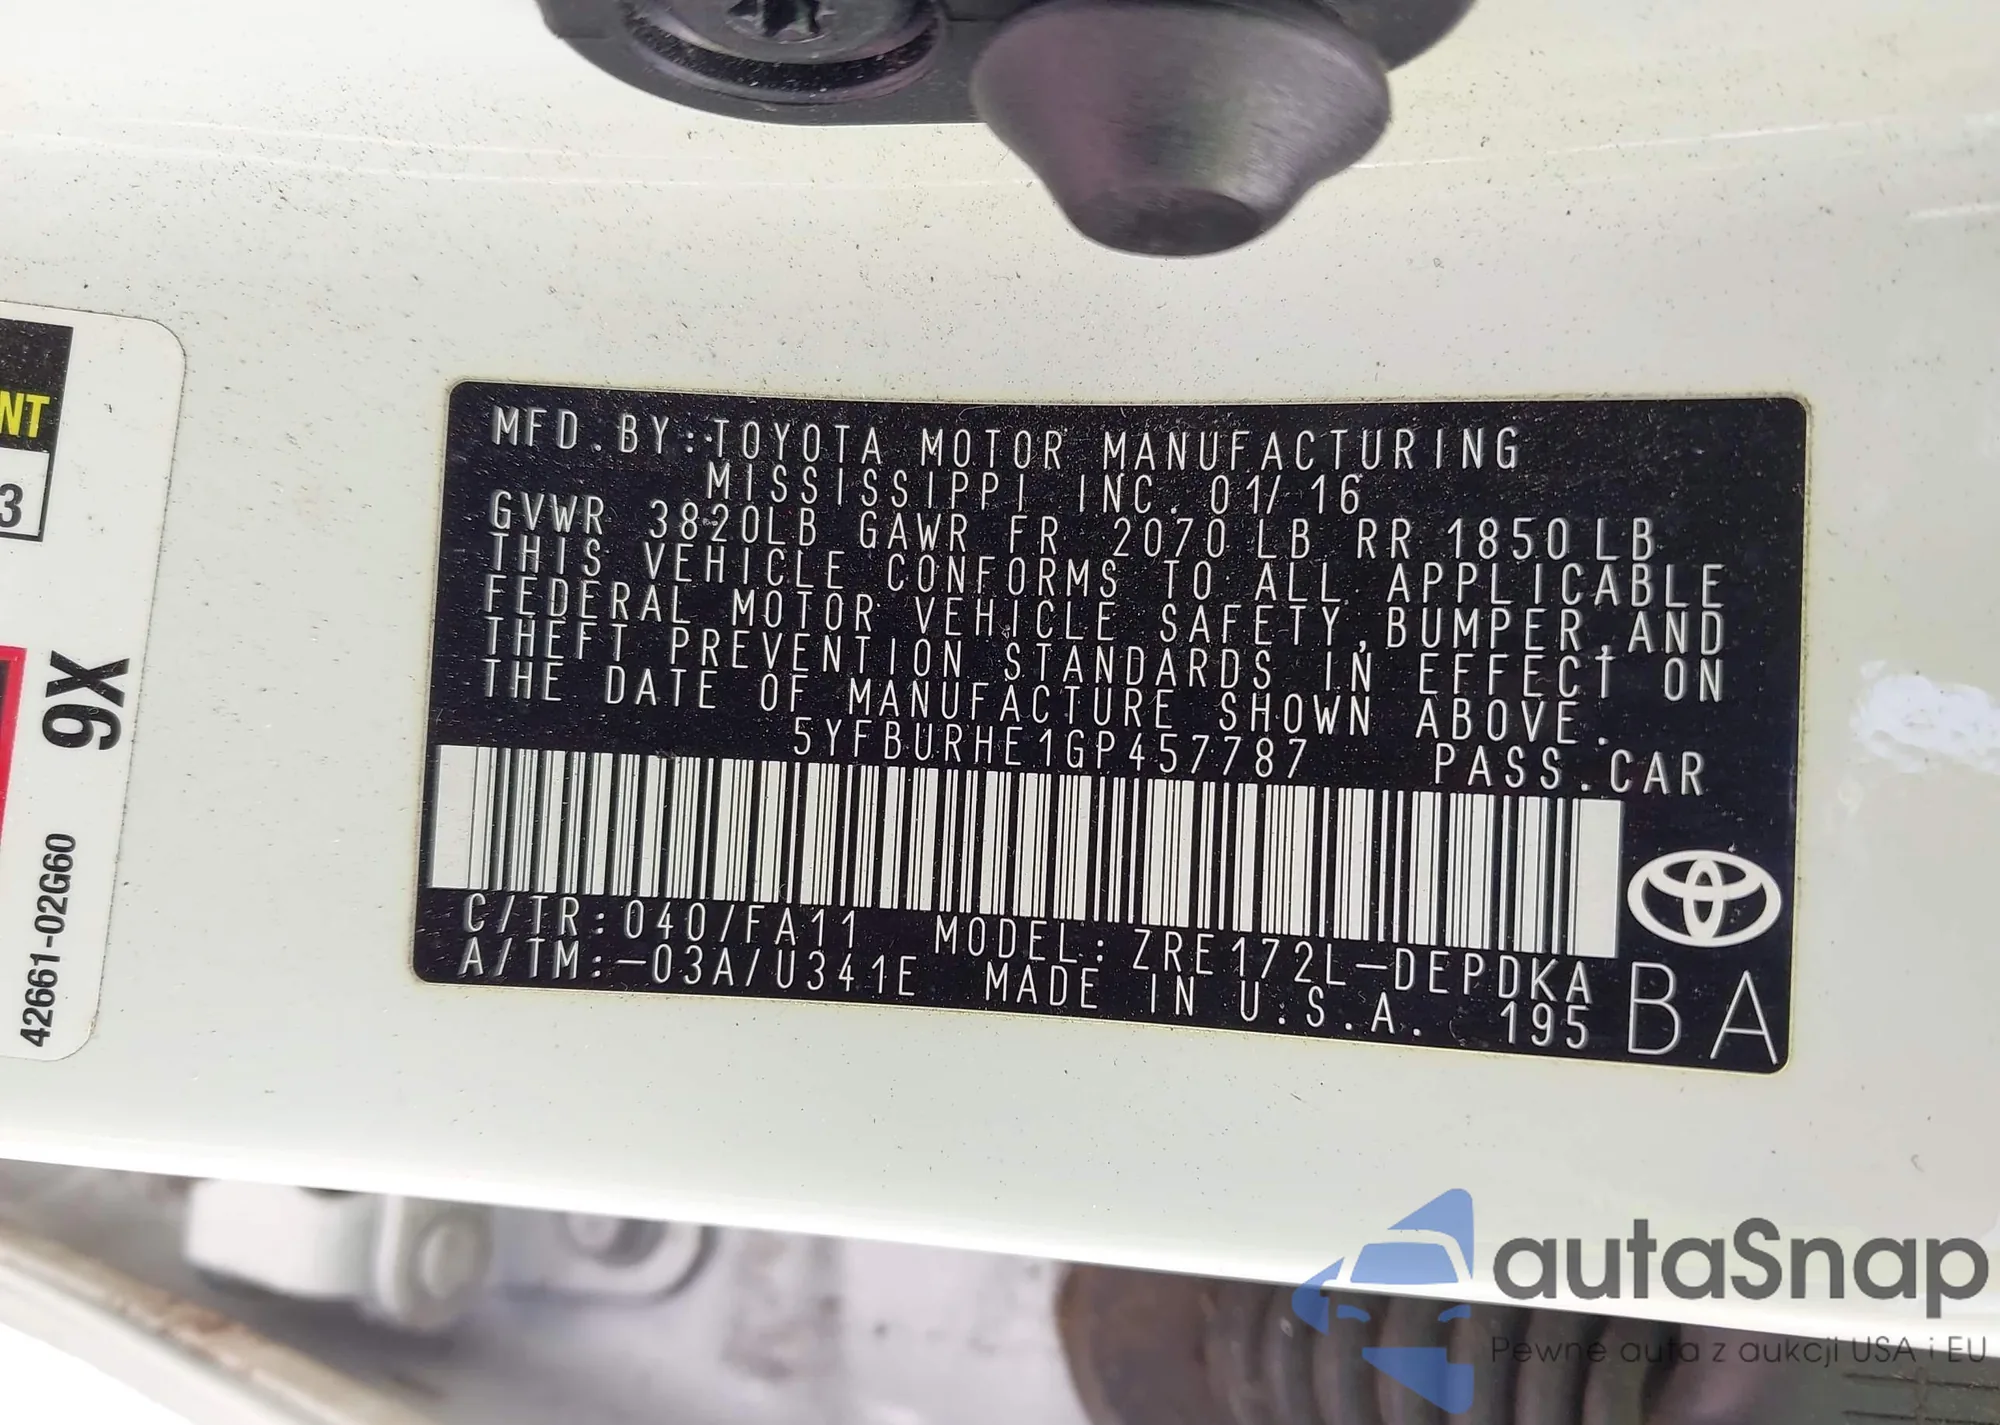 MFD.BY:TOYOTA MOTOR MANUFACTURING
MISSISSIPPI INC. 01/16
GVWR 3820LB GAWR FR 2070LB RR 1850LB
THIS VEHICLE CONFORMS TO ALL APPLICABLE
FEDERAL MOTOR VEHICLE SAFETY,BUMPER,AND
THEFT PREVENTION STANDARDS IN EFFECT ON
THE DATE OF MANUFACTURE SHOWN ABOVE.
5YFBURHE1GP457787 PASS.CAR
C/TR:040/FA11 MODEL:ZRE172L-DEPDKA
A/TM:-03A/U341E MADE IN U.S.A. 195
BA
NT
3
9X
42661-02G60
autaSnap
Pewne auta z aukcji USA i EU